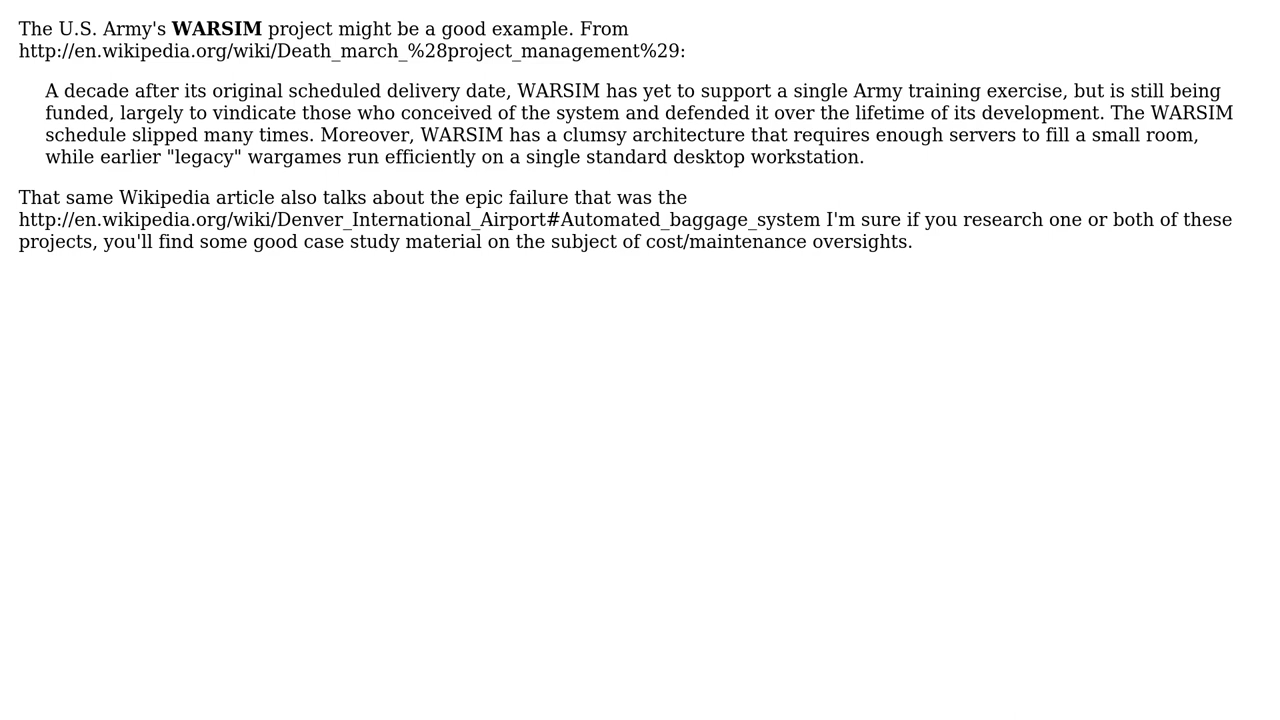 The U.S. Army's WARSIM project might be a good example. From
http://en.wikipedia.org/wiki/Death_march_%28project_management%29:
A decade after its original scheduled delivery date, WARSIM has yet to support a single Army training exercise, but is still being
funded, largely to vindicate those who conceived of the system and defended it over the lifetime of its development. The WARSIM
schedule slipped many times. Moreover, WARSIM has a clumsy architecture that requires enough servers to fill a small room,
while earlier "legacy" wargames run efficiently on a single standard desktop workstation.
That same Wikipedia article also talks about the epic failure that was the
http://en.wikipedia.org/wiki/Denver_International_Airport#Automated_baggage_system I'm sure if you research one or both of these
projects, you'll find some good case study material on the subject of cost/maintenance oversights.